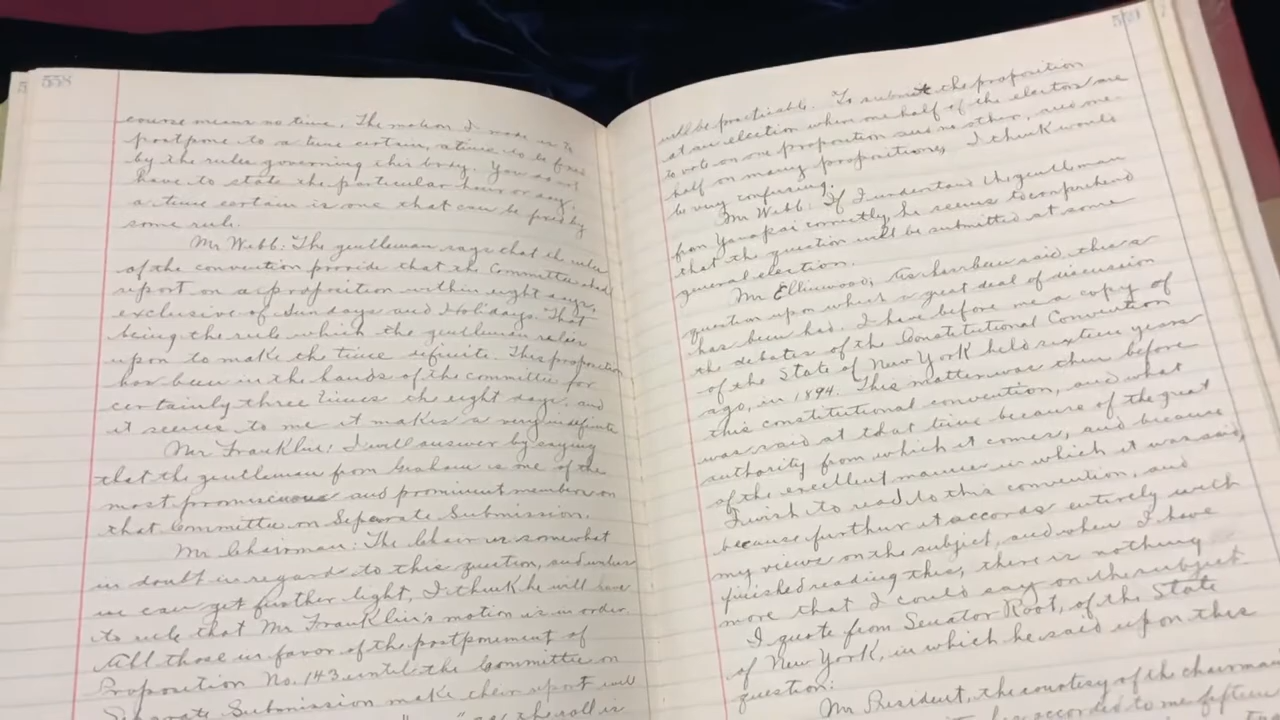 558
course means no time. The motion I made is to
postpone to a time certain, a time to be fixed
by the rules governing this body. You do not
have to state the particular hour or day,
a time certain is one that can be fixed by
some rule.
Mr Webb: The gentleman says that the rules
of the convention provide that the Committee shall
report on a proposition within eight days,
exclusive of Sundays and Holidays. That
being the rule which the gentleman relies
upon to make the time definite. This proposition
has been in the hands of the committee for
certainly three times the eight days, and
it seems to me it makes a very indefinite
Mr Franklin: I will answer by saying
that the gentleman from Graham is one of the
most promiscuous and prominent members on
that Committee on Separate Submission.
Mr Chairman: The Chair is somewhat
in doubt in regard to this question, and unless
we can get further light, I think he will have
to rule that Mr Franklin's motion is in order.
All those in favor of the postponement of
Proposition No. 143 until the Committee on
Separate Submission make their report will
the roll is
will be practicable. To submit the proposition
at an election where one half of the electors are
to vote on one proposition and no other, and one-
half on many propositions, I think would
be very confusing.
Mr Webb: If I understand the gentleman
from Yavapai correctly, he seems to comprehend
that the question will be submitted at some
general election.
Mr Ellinwood; As has been said, this is a
question upon which a great deal of discussion
has been had. I have before me a copy of
the debates of the Constitutional Convention
of the State of New York held sixteen years
ago, in 1894. This matter was then before
this constitutional convention, and what
was said at that time because of the great
authority from which it comes, and because
of the excellent manner in which it was said,
I wish to read to this convention, and
because further it accords entirely with
my views on the subject, and when I have
finished reading this, there is nothing
more that I could say on the subject.
I quote from Senator Root, of the State
of New York, in which he said upon this
question:
Mr President, the courtesy of the chairman
has accorded to me fifteen